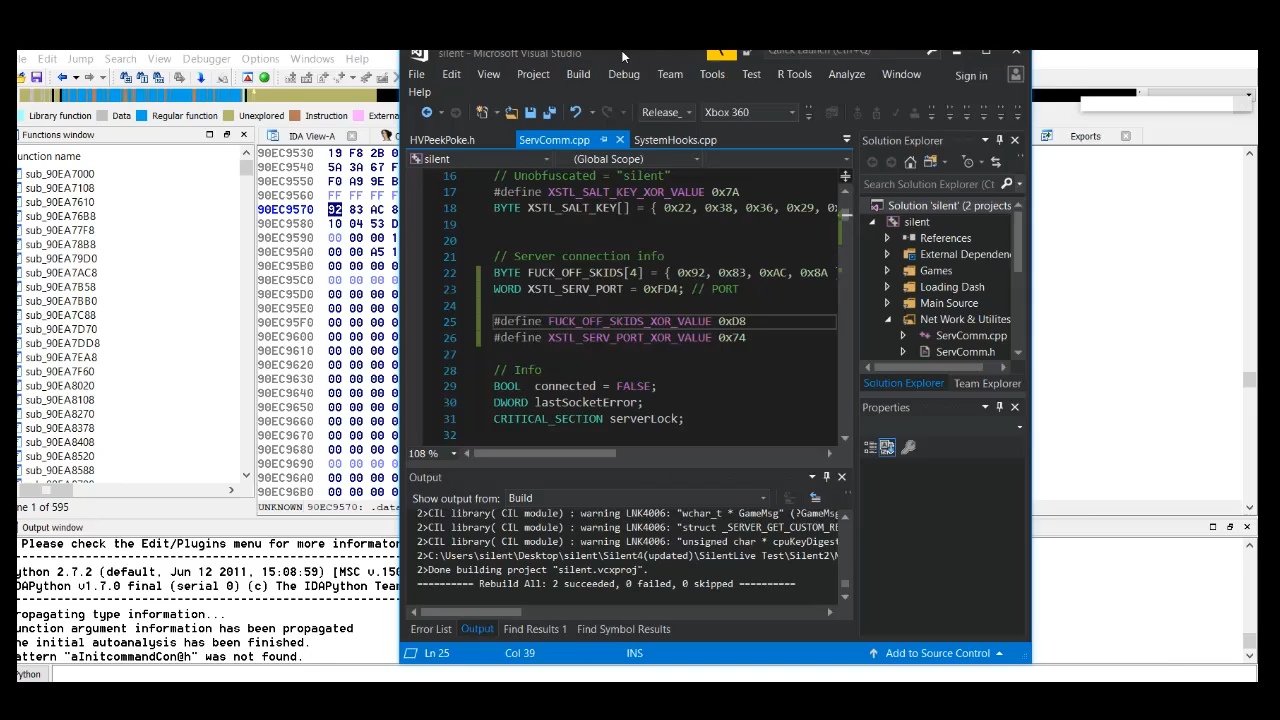 silent - Microsoft Visual Studio
Quick Launch (Ctrl+Q)
Edit Jump Search View Debugger Options Windows Help
File Edit View Project Build Debug Team Tools Test R Tools Analyze Window Sign in
Help
Release Xbox 360
Library function Data Regular function Unexplored Instruction Externa
Functions window
IDA View-A
Exports
unction name
sub_90EA7000
sub_90EA7108
sub_90EA7610
sub_90EA76B8
sub_90EA77F8
sub_90EA78B8
sub_90EA79D0
sub_90EA7AC8
sub_90EA7B58
sub_90EA7BB0
sub_90EA7C88
sub_90EA7D70
sub_90EA7DD8
sub_90EA7EA8
sub_90EA7F60
sub_90EA8020
sub_90EA8108
sub_90EA8270
sub_90EA8378
sub_90EA8408
sub_90EA8520
sub_90EA8588
ne 1 of 595
90EC9530 19 F8 2B 0
90EC9540 5A 3A 67 F
90EC9550 F0 A9 9E B
90EC9560 FF FF FF F
90EC9570 92 83 AC 8
90EC9580 10 04 53 D
90EC9590 00 00 00 1
90EC95A0 00 00 A5 1
90EC95B0 00 00 00 0
90EC95C0 00 00 00 0
90EC95D0 00 00 00 0
90EC95E0 00 00 00 0
90EC95F0 00 00 00 0
90EC9600 00 00 00 0
90EC9610 00 00 00 0
90EC9620 00 00 00 0
90EC9630 00 00 00 0
90EC9640 00 00 00 0
90EC9650 00 00 00 0
90EC9660 00 00 00 0
90EC9670 00 00 00 0
90EC9680 00 00 00 0
90EC9690 00 00 00 0
90EC96A0 00 00 00 0
90EC96B0 00 00 00 0
UNKNOWN 90EC9570: .data
HVPeekPoke.h ServComm.cpp SystemHooks.cpp
silent (Global Scope)
16 // Unobfuscated = "silent"
17 #define XSTL_SALT_KEY_XOR_VALUE 0x7A
18 BYTE XSTL_SALT_KEY[] = { 0x22, 0x38, 0x36, 0x29, 0x
19
20
21 // Server connection info
22 BYTE FUCK_OFF_SKIDS[4] = { 0x92, 0x83, 0xAC, 0x8A }
23 WORD XSTL_SERV_PORT = 0xFD4; // PORT
24
25 #define FUCK_OFF_SKIDS_XOR_VALUE 0xD8
26 #define XSTL_SERV_PORT_XOR_VALUE 0x74
27
28 // Info
29 BOOL connected = FALSE;
30 DWORD lastSocketError;
31 CRITICAL_SECTION serverLock;
32
108 %
Solution Explorer
Search Solution Explorer (Ct
Solution 'silent' (2 projects
silent
References
External Dependen
Games
Loading Dash
Main Source
Net Work & Utilites
ServComm.cpp
ServComm.h
Solution Explorer Team Explorer
Properties
Output
Show output from: Build
2>CIL library( CIL module) : warning LNK4006: "wchar_t * GameMsg" (?GameMs
2>CIL library( CIL module) : warning LNK4006: "struct _SERVER_GET_CUSTOM_RE
2>CIL library( CIL module) : warning LNK4006: "unsigned char * cpuKeyDigest
2>C:\Users\silent\Desktop\silent\Silent4(updated)\SilentLive Test\Silent2\M
2>Done building project "silent.vcxproj".
========== Rebuild All: 2 succeeded, 0 failed, 0 skipped ==========
Error List Output Find Results 1 Find Symbol Results
Ln 25 Col 39 INS Add to Source Control
Output window
Please check the Edit/Plugins menu for more informaton
ython 2.7.2 (default, Jun 12 2011, 15:08:59) [MSC v.150
DAPython v1.7.0 final (serial 0) (c) The IDAPython Team
ropagating type information...
unction argument information has been propagated
he initial autoanalysis has been finished.
attern "aInitcommandCon@h" was not found.
ython